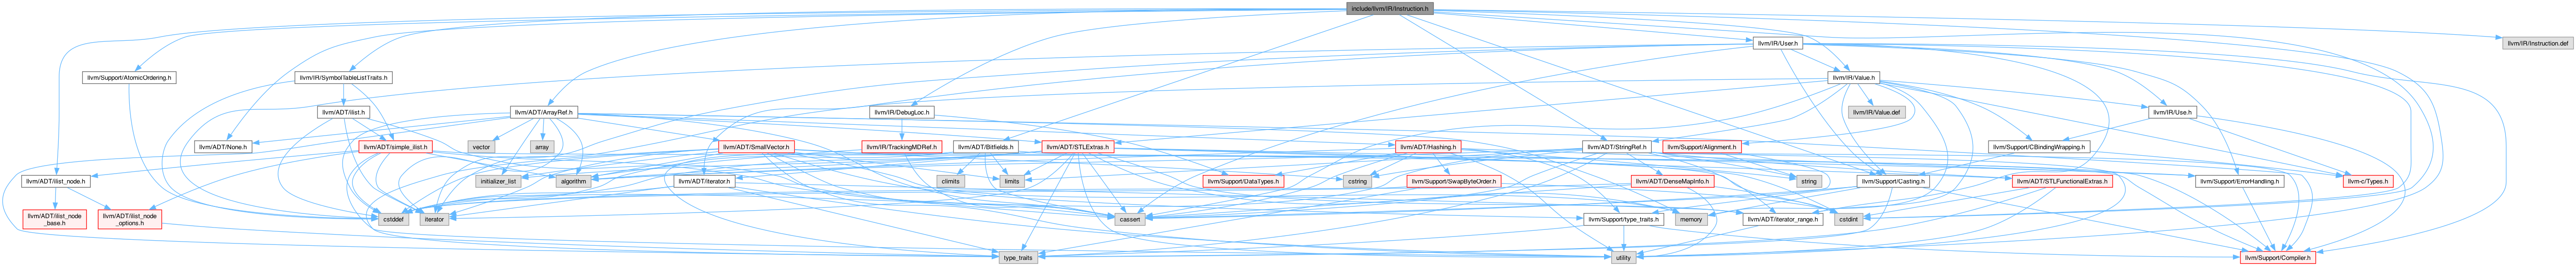 include/llvm/IR/Instruction.h
llvm/IR/User.h
llvm/IR/Instruction.def
llvm/Support/AtomicOrdering.h
llvm/IR/SymbolTableListTraits.h
llvm/IR/Value.h
llvm/ADT/ilist.h
llvm/ADT/ArrayRef.h
llvm/IR/DebugLoc.h
llvm/IR/Value.def
llvm/IR/Use.h
llvm/ADT/None.h
llvm/ADT/simple_ilist.h
vector
array
llvm/ADT/SmallVector.h
llvm/IR/TrackingMDRef.h
llvm/ADT/Bitfields.h
llvm/ADT/STLExtras.h
llvm/ADT/Hashing.h
llvm/ADT/StringRef.h
llvm/Support/Alignment.h
llvm/Support/CBindingWrapping.h
llvm/ADT/ilist_node.h
initializer_list
algorithm
llvm/ADT/iterator.h
climits
limits
llvm/Support/DataTypes.h
cstring
llvm/Support/SwapByteOrder.h
llvm/ADT/DenseMapInfo.h
string
llvm/Support/Casting.h
llvm/ADT/STLFunctionalExtras.h
llvm/Support/ErrorHandling.h
llvm-c/Types.h
llvm/ADT/ilist_node
_base.h
llvm/ADT/ilist_node
_options.h
cstddef
iterator
cassert
llvm/Support/type_traits.h
memory
llvm/ADT/iterator_range.h
cstdint
type_traits
utility
llvm/Support/Compiler.h